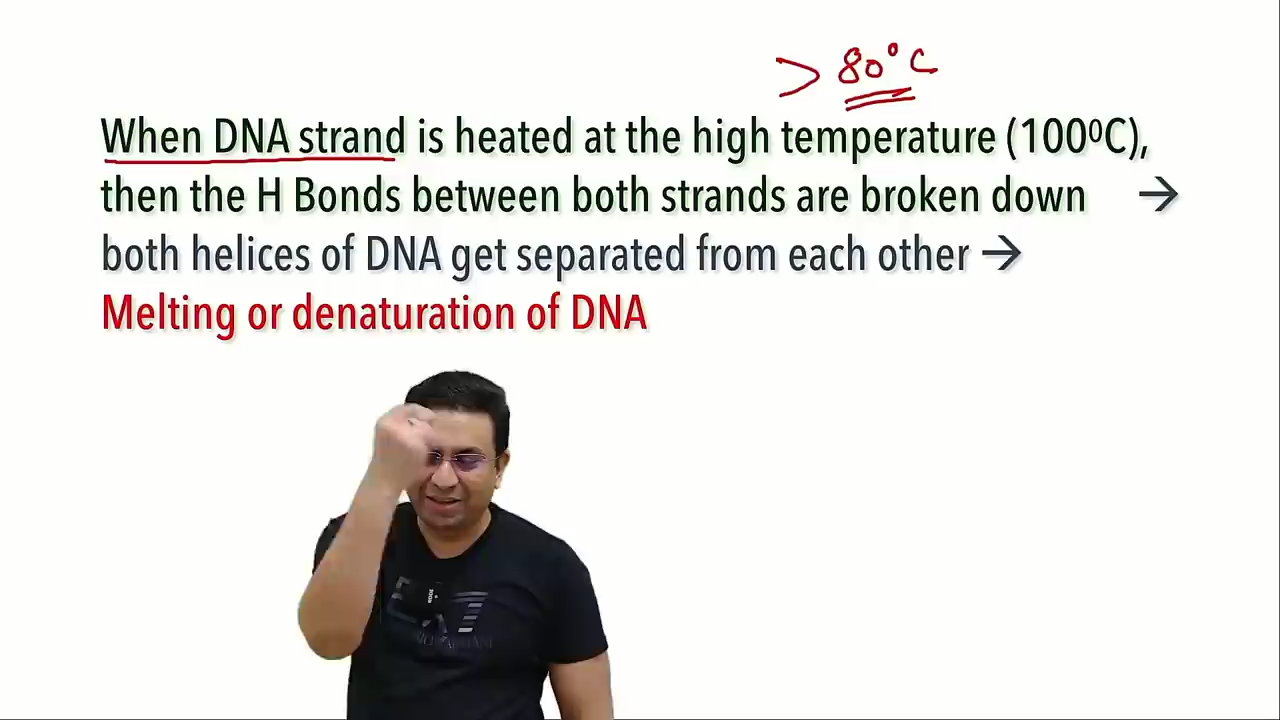 > 80°C
When DNA strand is heated at the high temperature (100⁰C),
then the H Bonds between both strands are broken down →
both helices of DNA get separated from each other →
Melting or denaturation of DNA